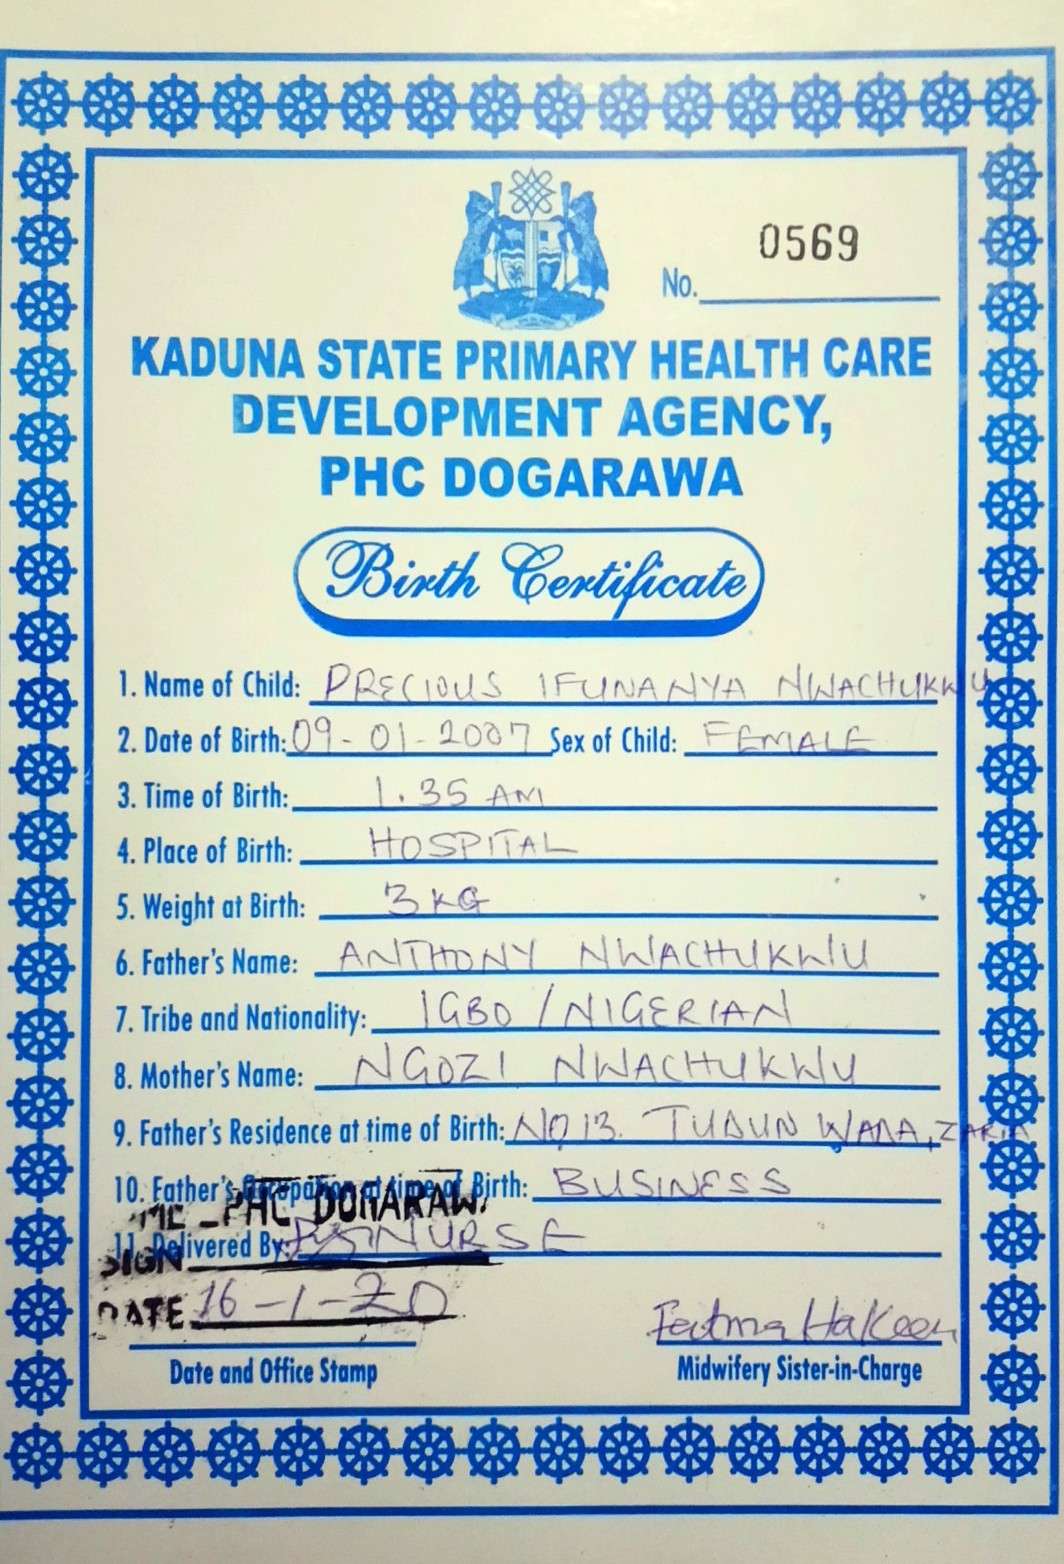 No. 0569
KADUNA STATE PRIMARY HEALTH CARE
DEVELOPMENT AGENCY,
PHC DOGARAWA
Birth Certificate
1. Name of Child: PRECIOUS IFUNANYA NWACHUKWU
2. Date of Birth: 09-01-2007 Sex of Child: FEMALE
3. Time of Birth: 1.35 AM
4. Place of Birth: HOSPITAL
5. Weight at Birth: 3KG
6. Father's Name: ANTHONY NWACHUKWU
7. Tribe and Nationality: IGBO / NIGERIAN
8. Mother's Name: NGOZI NWACHUKWU
9. Father's Residence at time of Birth: NO 13. TUDUN WADA, ZARIA
10. Father's Occupation at time of Birth: BUSINESS
PHC DOGARAW
11. Delivered By: NURSE
SIGN
DATE 16-1-20
Hakeem
Date and Office Stamp Midwifery Sister-in-Charge